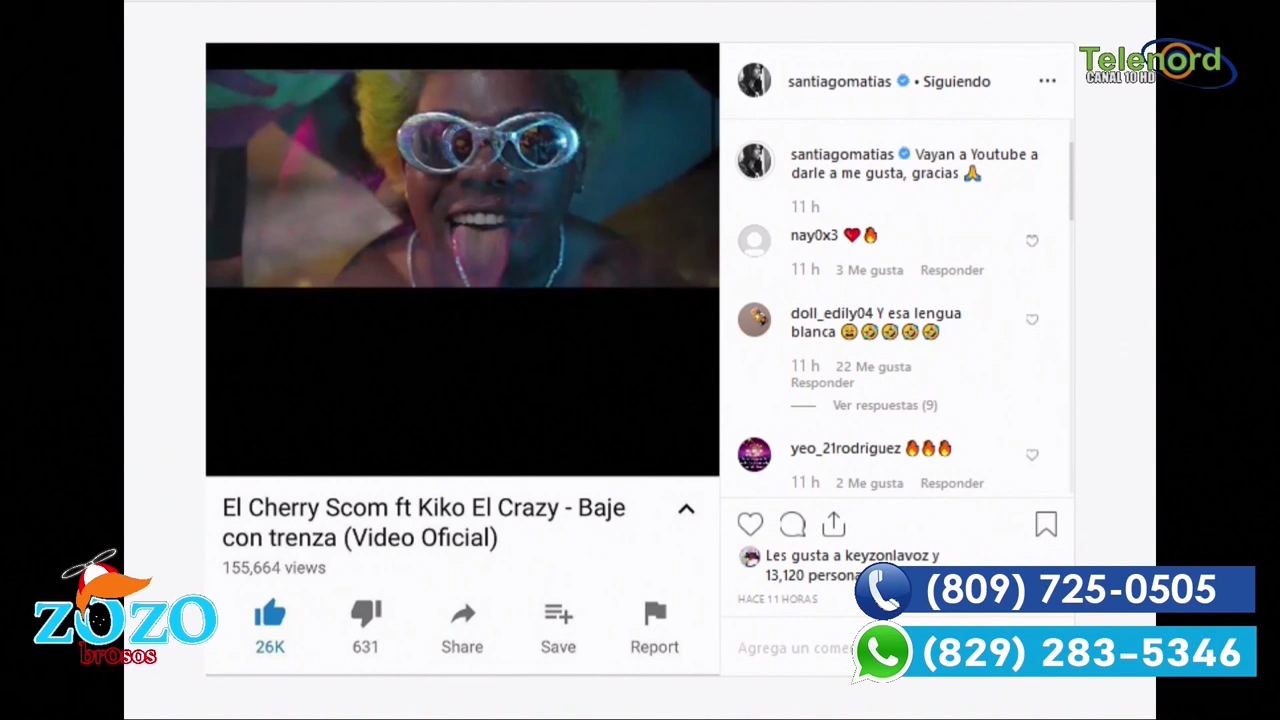 Telenord
CANAL 10 HD
santiagomatias • Siguiendo
santiagomatias Vayan a Youtube a
darle a me gusta, gracias 🙏
11 h
nay0x3 ❤️🔥
11 h 3 Me gusta Responder
doll_edily04 Y esa lengua
blanca 😩🤣🤣🤣🤣
11 h 22 Me gusta
Responder
Ver respuestas (9)
yeo_21rodriguez 🔥🔥🔥
11 h 2 Me gusta Responder
Les gusta a keyzonlavoz y
13,120 persona
HACE 11 HORAS
Agrega un come
El Cherry Scom ft Kiko El Crazy - Baje
con trenza (Video Oficial)
155,664 views
26K
631
Share
Save
Report
ZOZO
brOsos
(809) 725-0505
(829) 283-5346